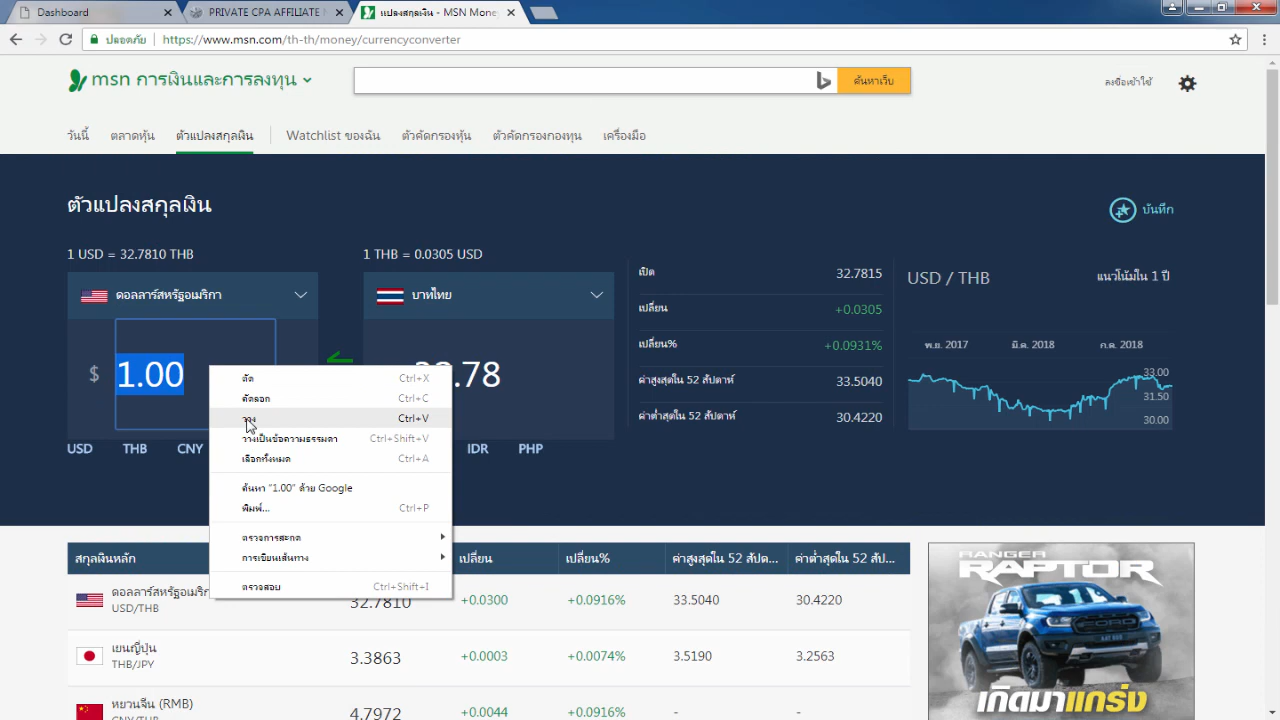 Dashboard
PRIVATE CPA AFFILIATE
แปลงสกุลเงิน - MSN Mone
ปลอดภัย
https://www.msn.com/th-th/money/currencyconverter
msn การเงินและการลงทุน
ค้นหาเว็บ
ลงชื่อเข้าใช้
วันนี้ ตลาดหุ้น ตัวแปลงสกุลเงิน Watchlist ของฉัน ตัวคัดกรองหุ้น ตัวคัดกรองกองทุน เครื่องมือ
ตัวแปลงสกุลเงิน
บันทึก
1 USD = 32.7810 THB
1 THB = 0.0305 USD
ดอลลาร์สหรัฐอเมริกา
บาทไทย
$ 1.00
.78
USD THB CNY
IDR PHP
ตัด Ctrl+X
คัดลอก Ctrl+C
วาง Ctrl+V
วางเป็นข้อความธรรมดา Ctrl+Shift+V
เลือกทั้งหมด Ctrl+A
ค้นหา "1.00" ด้วย Google
พิมพ์... Ctrl+P
ตรวจการสะกด
การเขียนเส้นทาง
ตรวจสอบ Ctrl+Shift+I
เปิด 32.7815
เปลี่ยน +0.0305
เปลี่ยน% +0.0931%
ค่าสูงสุดใน 52 สัปดาห์ 33.5040
ค่าต่ำสุดใน 52 สัปดาห์ 30.4220
USD / THB
แนวโน้มใน 1 ปี
พ.ย. 2017 มี.ค. 2018 ก.ค. 2018
33.00
31.50
30.00
สกุลเงินหลัก เปลี่ยน เปลี่ยน% ค่าสูงสุดใน 52 สัปด... ค่าต่ำสุดใน 52 สัป...
ดอลลาร์สหรัฐอเมริก
USD/THB
32.7810 +0.0300 +0.0916% 33.5040 30.4220
เยนญี่ปุ่น
THB/JPY
3.3863 +0.0003 +0.0074% 3.5190 3.2563
หยวนจีน (RMB)
CNY/THB
4.7972 +0.0044 +0.0916% - -
RANGER
RAPTOR
เกิดมาแกร่ง